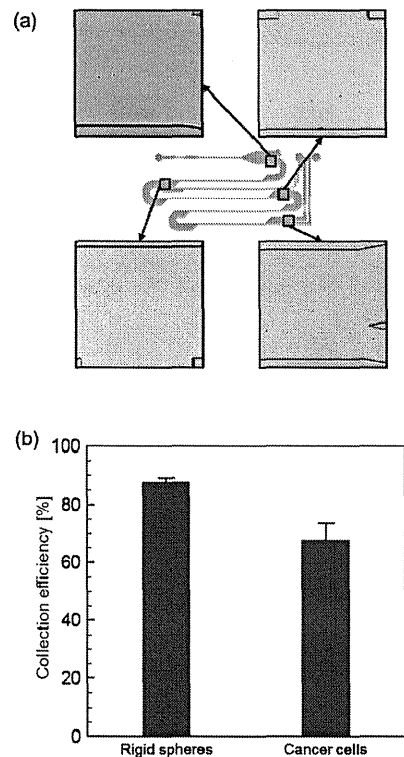 (a)
(b)
100
80
60
40
20
0
Collection efficiency [%]
Rigid spheres
Cancer cells